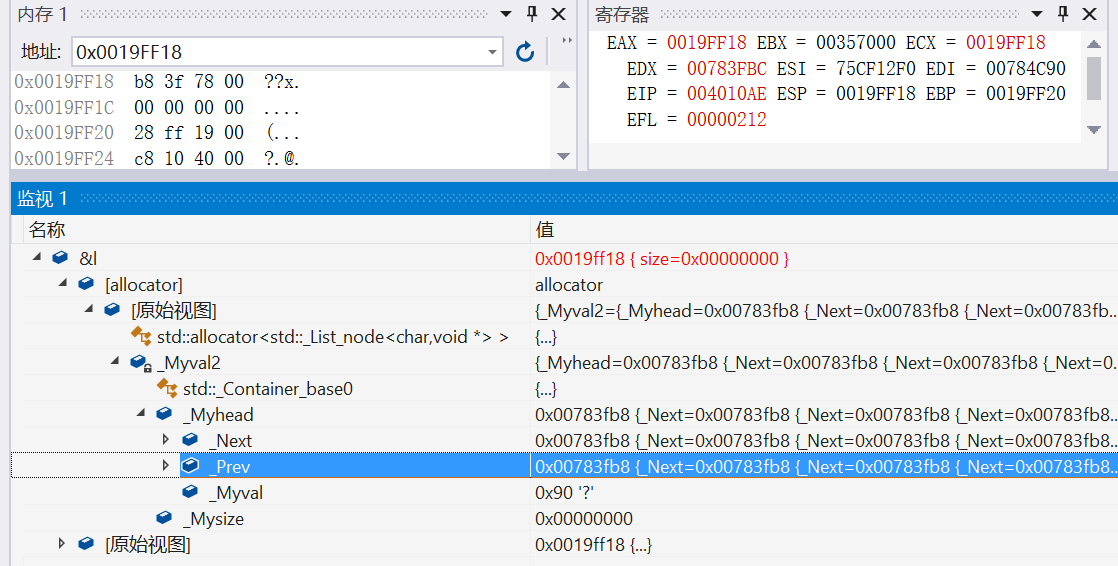 内存 1
地址: 0x0019FF18
0x0019FF18 b8 3f 78 00 ??x.
0x0019FF1C 00 00 00 00 ....
0x0019FF20 28 ff 19 00 (...
0x0019FF24 c8 10 40 00 ?.@.
寄存器
EAX = 0019FF18 EBX = 00357000 ECX = 0019FF18
EDX = 00783FBC ESI = 75CF12F0 EDI = 00784C90
EIP = 004010AE ESP = 0019FF18 EBP = 0019FF20
EFL = 00000212
监视 1
名称 值
&l 0x0019ff18 { size=0x00000000 }
[allocator] allocator
[原始视图] {_Myval2={_Myhead=0x00783fb8 {_Next=0x00783fb8 {_Next=0x00783fb...
std::allocator<std::_List_node<char,void *> > {...}
_Myval2 {_Myhead=0x00783fb8 {_Next=0x00783fb8 {_Next=0x00783fb8 {_Next=0...
std::_Container_base0 {...}
_Myhead 0x00783fb8 {_Next=0x00783fb8 {_Next=0x00783fb8 {_Next=0x00783fb8...
_Next 0x00783fb8 {_Next=0x00783fb8 {_Next=0x00783fb8 {_Next=0x00783fb8...
_Prev 0x00783fb8 {_Next=0x00783fb8 {_Next=0x00783fb8 {_Next=0x00783fb8...
_Myval 0x90 '?'
_Mysize 0x00000000
[原始视图] 0x0019ff18 {...}